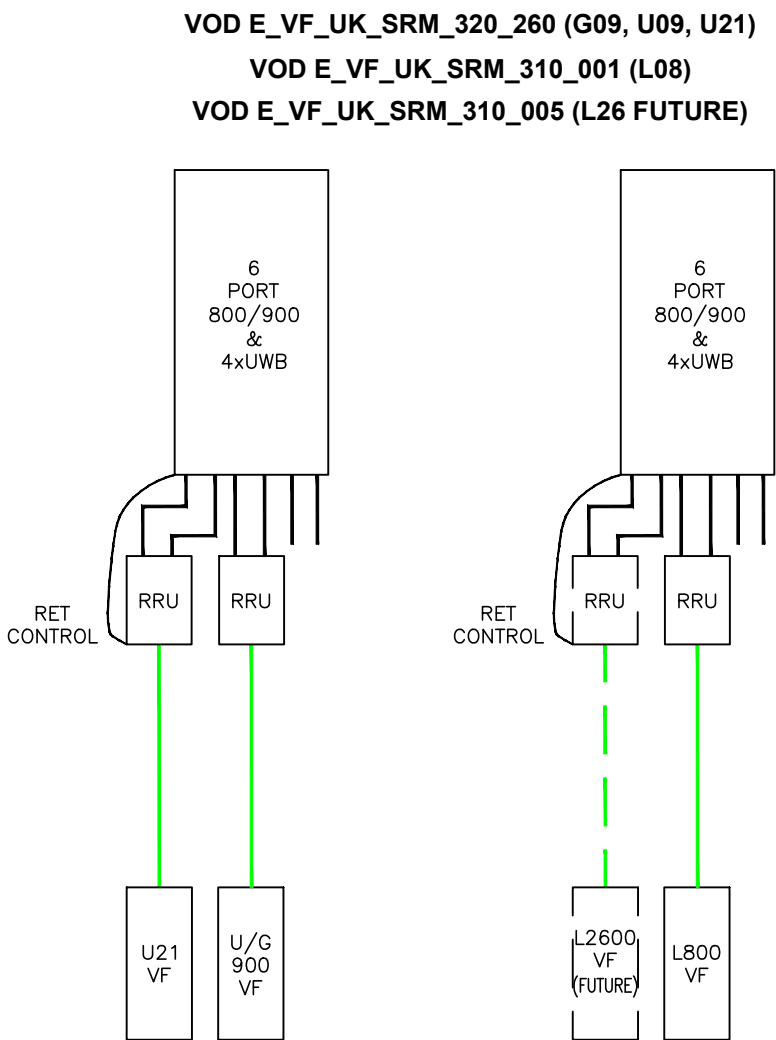 VOD E_VF_UK_SRM_320_260 (G09, U09, U21)
VOD E_VF_UK_SRM_310_001 (L08)
VOD E_VF_UK_SRM_310_005 (L26 FUTURE)
6
PORT
800/900
&
4xUWB
RRU
RRU
RET
CONTROL
U21
VF
U/G
900
VF
6
PORT
800/900
&
4xUWB
RRU
RRU
RET
CONTROL
L2600
VF
(FUTURE)
L800
VF